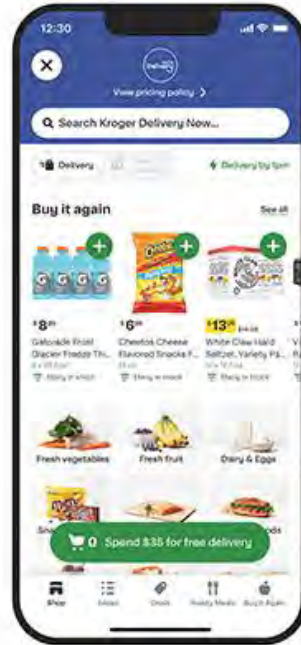 12:30
Delivery
View pricing policy >
Search Kroger Delivery Now...
Delivery
Delivery by 1pm
Buy it again
See all
$8
$6
$13
Gatorade Frost
Glacier Freeze Th...
Cheetos Cheese
Flavored Snacks F...
White Claw Hard
Seltzer, Variety Pa...
Many in stock
Many in stock
Many in stock
Fresh vegetables
Fresh fruit
Dairy & Eggs
0 Spend $35 for free delivery
Shop
Deals
Ready Meals
Buy It Again